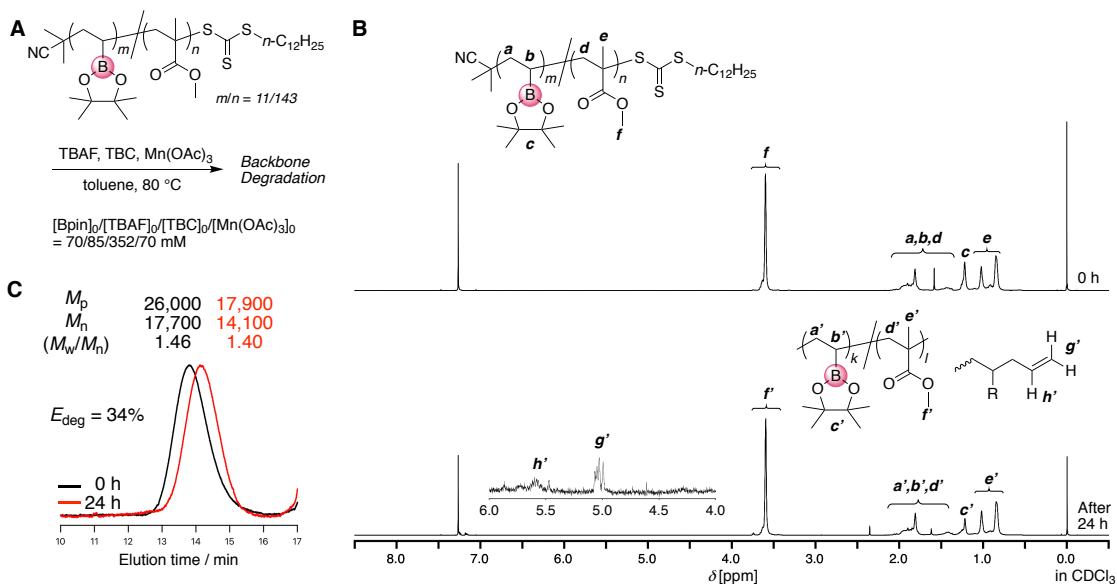 A
NC
m
n
S
S
n-C12H25
S
B
O
O
O
O
m/n = 11/143
TBAF, TBC, Mn(OAc)3
toluene, 80 °C
Backbone
Degradation
[Bpin]0/[TBAF]0/[TBC]0/[Mn(OAc)3]0
= 70/85/352/70 mM
B
a
b
d
e
NC
m
n
S
S
n-C12H25
S
B
O
O
O
O
c
f
f
a,b,d
c
e
0 h
a'
b'
d'
e'
k
l
B
O
O
O
O
c'
f'
g'
H
H
H
R
h'
f'
h'
g'
6.0 5.5 5.0 4.5 4.0
a',b',d'
c'
e'
After
24 h
8.0 7.0 6.0 5.0 4.0 3.0 2.0 1.0 0.0
δ [ppm]
in CDCl3
C
Mp 26,000 17,900
Mn 17,700 14,100
(Mw/Mn) 1.46 1.40
Edeg = 34%
0 h
24 h
10 11 12 13 14 15 16 17
Elution time / min